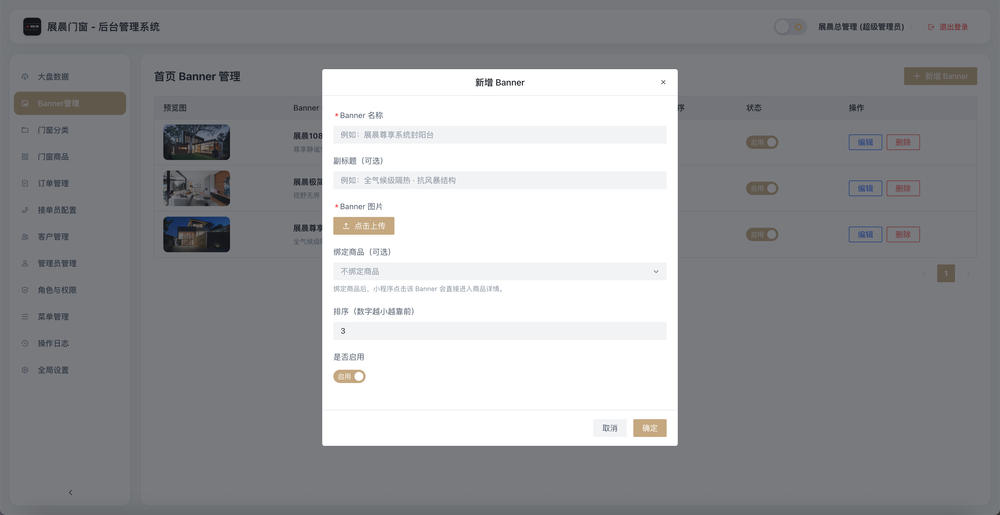 展晨门窗 - 后台管理系统
展晨总管理 (超级管理员)
退出登录
大盘数据
Banner管理
门窗分类
门窗商品
订单管理
接单员配置
客户管理
管理员管理
角色与权限
菜单管理
操作日志
全局设置
首页 Banner 管理
新增 Banner
预览图
Banner
序
状态
操作
展晨108
尊享静谧
启用
编辑
删除
展晨极简
视野无界
启用
编辑
删除
展晨尊享
全气候级
启用
编辑
删除
1
新增 Banner
* Banner 名称
例如：展晨尊享系统封阳台
副标题（可选）
例如：全气候级隔热 · 抗风暴结构
* Banner 图片
点击上传
绑定商品（可选）
不绑定商品
绑定商品后，小程序点击该 Banner 会直接进入商品详情。
排序（数字越小越靠前）
3
是否启用
启用
取消
确定